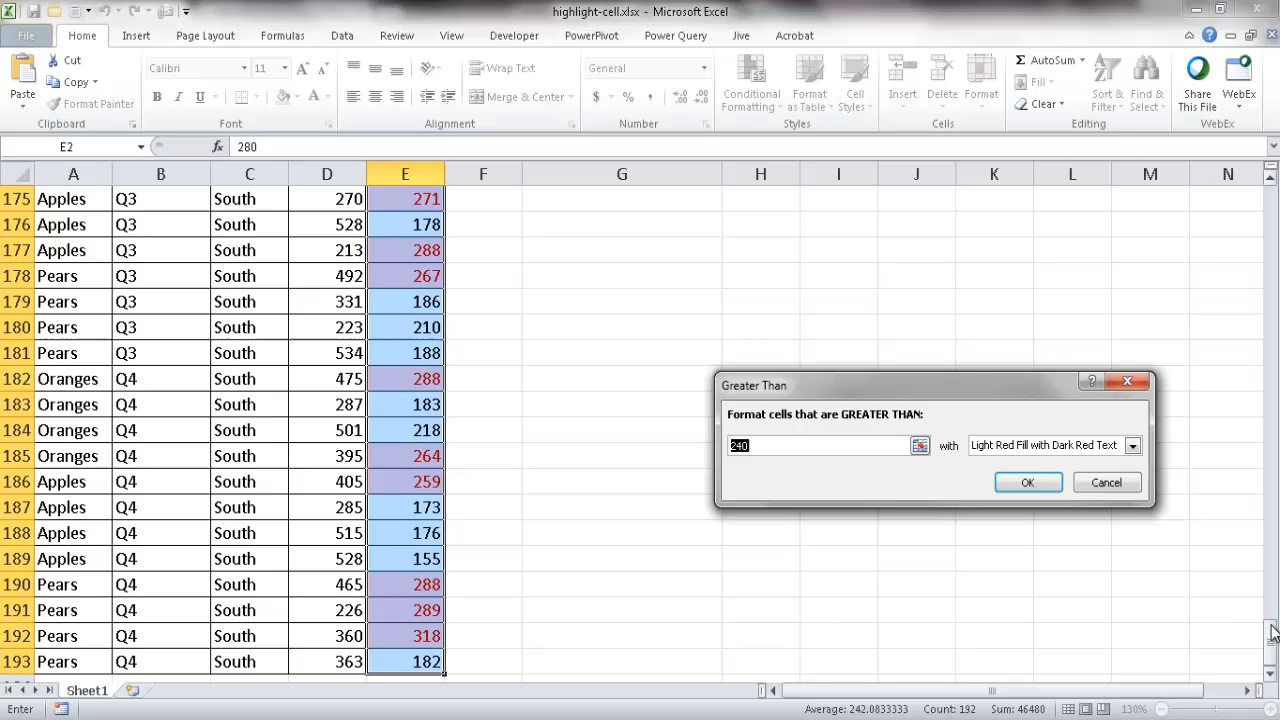 highlight-cell.xlsx - Microsoft Excel
File Home Insert Page Layout Formulas Data Review View Developer PowerPivot Power Query Jive Acrobat
Paste
Cut
Copy
Format Painter
Clipboard
Calibri 11
B I U
Font
Wrap Text
Merge & Center
Alignment
General
$ % ,
Number
Conditional Formatting
Format as Table
Cell Styles
Styles
Insert Delete Format
Cells
Σ AutoSum
Fill
Clear
Sort & Filter
Find & Select
Editing
Share This File
WebEx
WebEx
E2 fx 280
A B C D E F G H I J K L M N
175 Apples Q3 South 270 271
176 Apples Q3 South 528 178
177 Apples Q3 South 213 288
178 Pears Q3 South 492 267
179 Pears Q3 South 331 186
180 Pears Q3 South 223 210
181 Pears Q3 South 534 188
182 Oranges Q4 South 475 288
183 Oranges Q4 South 287 183
184 Oranges Q4 South 501 218
185 Oranges Q4 South 395 264
186 Apples Q4 South 405 259
187 Apples Q4 South 285 173
188 Apples Q4 South 515 176
189 Apples Q4 South 528 155
190 Pears Q4 South 465 288
191 Pears Q4 South 226 289
192 Pears Q4 South 360 318
193 Pears Q4 South 363 182
Greater Than
Format cells that are GREATER THAN:
240 with Light Red Fill with Dark Red Text
OK Cancel
Sheet1
Enter Average: 242.0833333 Count: 192 Sum: 46480 130%